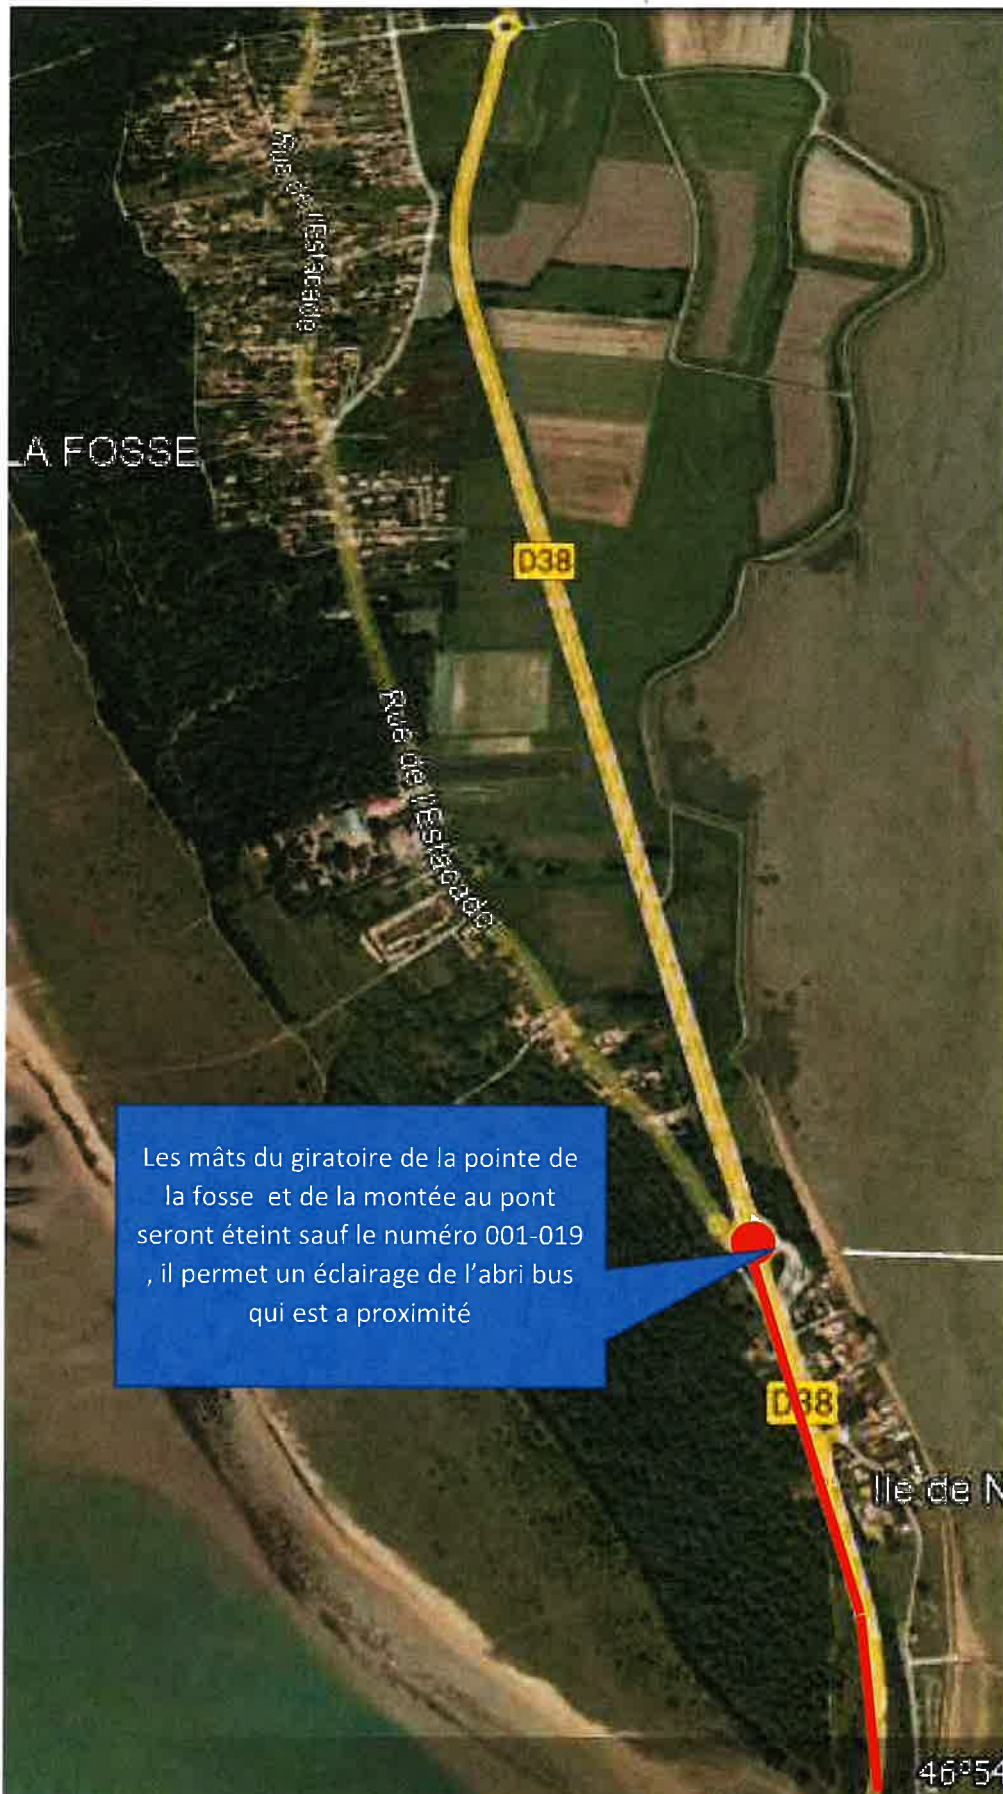 Rue de l'Estacade
LA FOSSE
D38
Rue de l'Estacade
Les mâts du giratoire de la pointe de
la fosse et de la montée au pont
seront éteint sauf le numéro 001-019
, il permet un éclairage de l'abri bus
qui est a proximité
D38
Ile de N
46°54